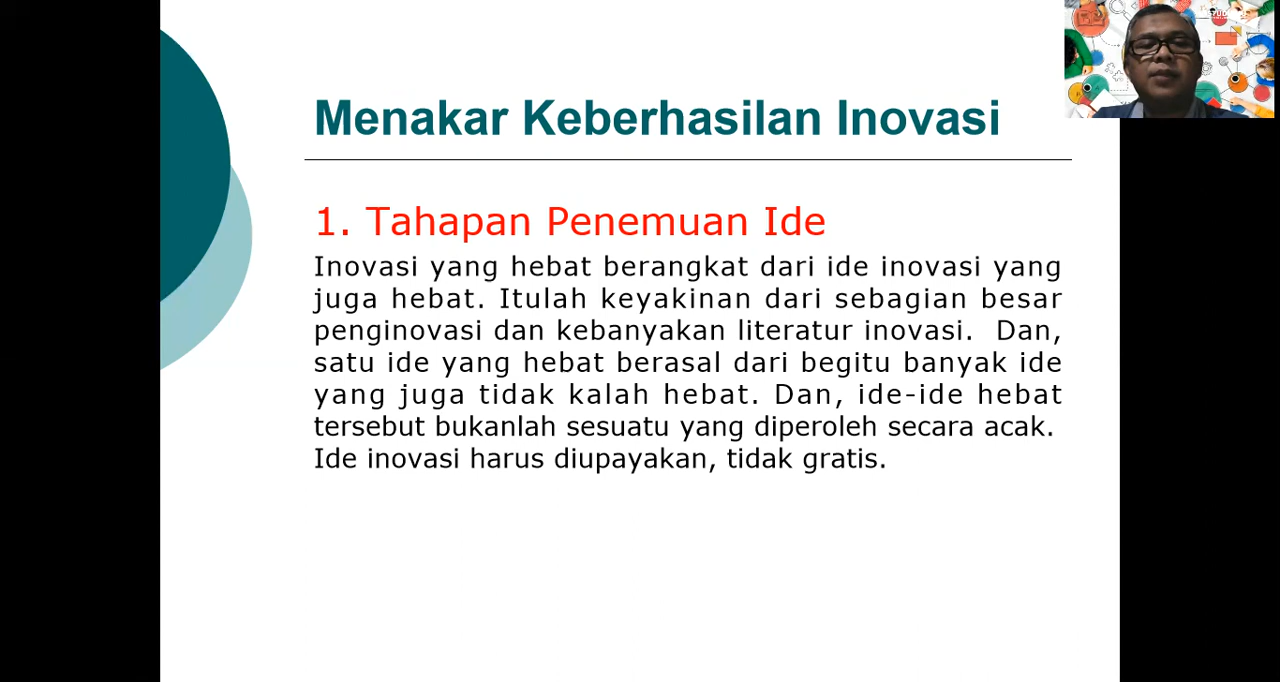 Menakar Keberhasilan Inovasi
1. Tahapan Penemuan Ide
Inovasi yang hebat berangkat dari ide inovasi yang
juga hebat. Itulah keyakinan dari sebagian besar
penginovasi dan kebanyakan literatur inovasi. Dan,
satu ide yang hebat berasal dari begitu banyak ide
yang juga tidak kalah hebat. Dan, ide-ide hebat
tersebut bukanlah sesuatu yang diperoleh secara acak.
Ide inovasi harus diupayakan, tidak gratis.